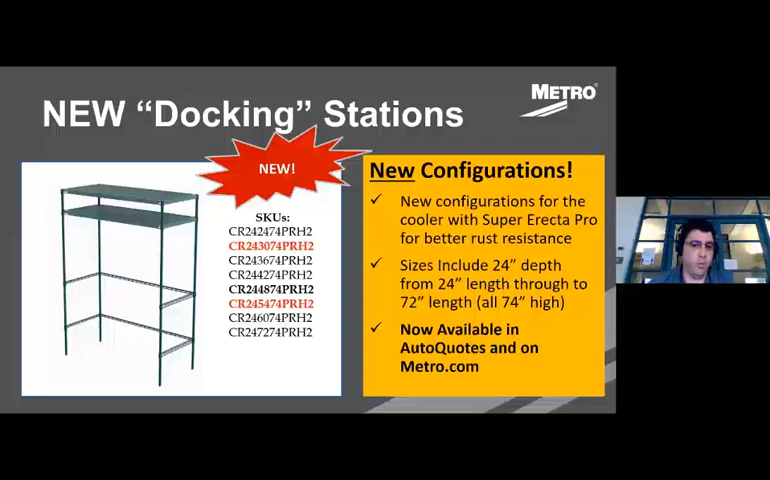 METRO
NEW “Docking” Stations
NEW!
SKUs:
CR242474PRH2
CR243074PRH2
CR243674PRH2
CR244274PRH2
CR244874PRH2
CR245474PRH2
CR246074PRH2
CR247274PRH2
New Configurations!
✓ New configurations for the
cooler with Super Erecta Pro
for better rust resistance
✓ Sizes Include 24” depth
from 24” length through to
72” length (all 74” high)
✓ Now Available in
AutoQuotes and on
Metro.com